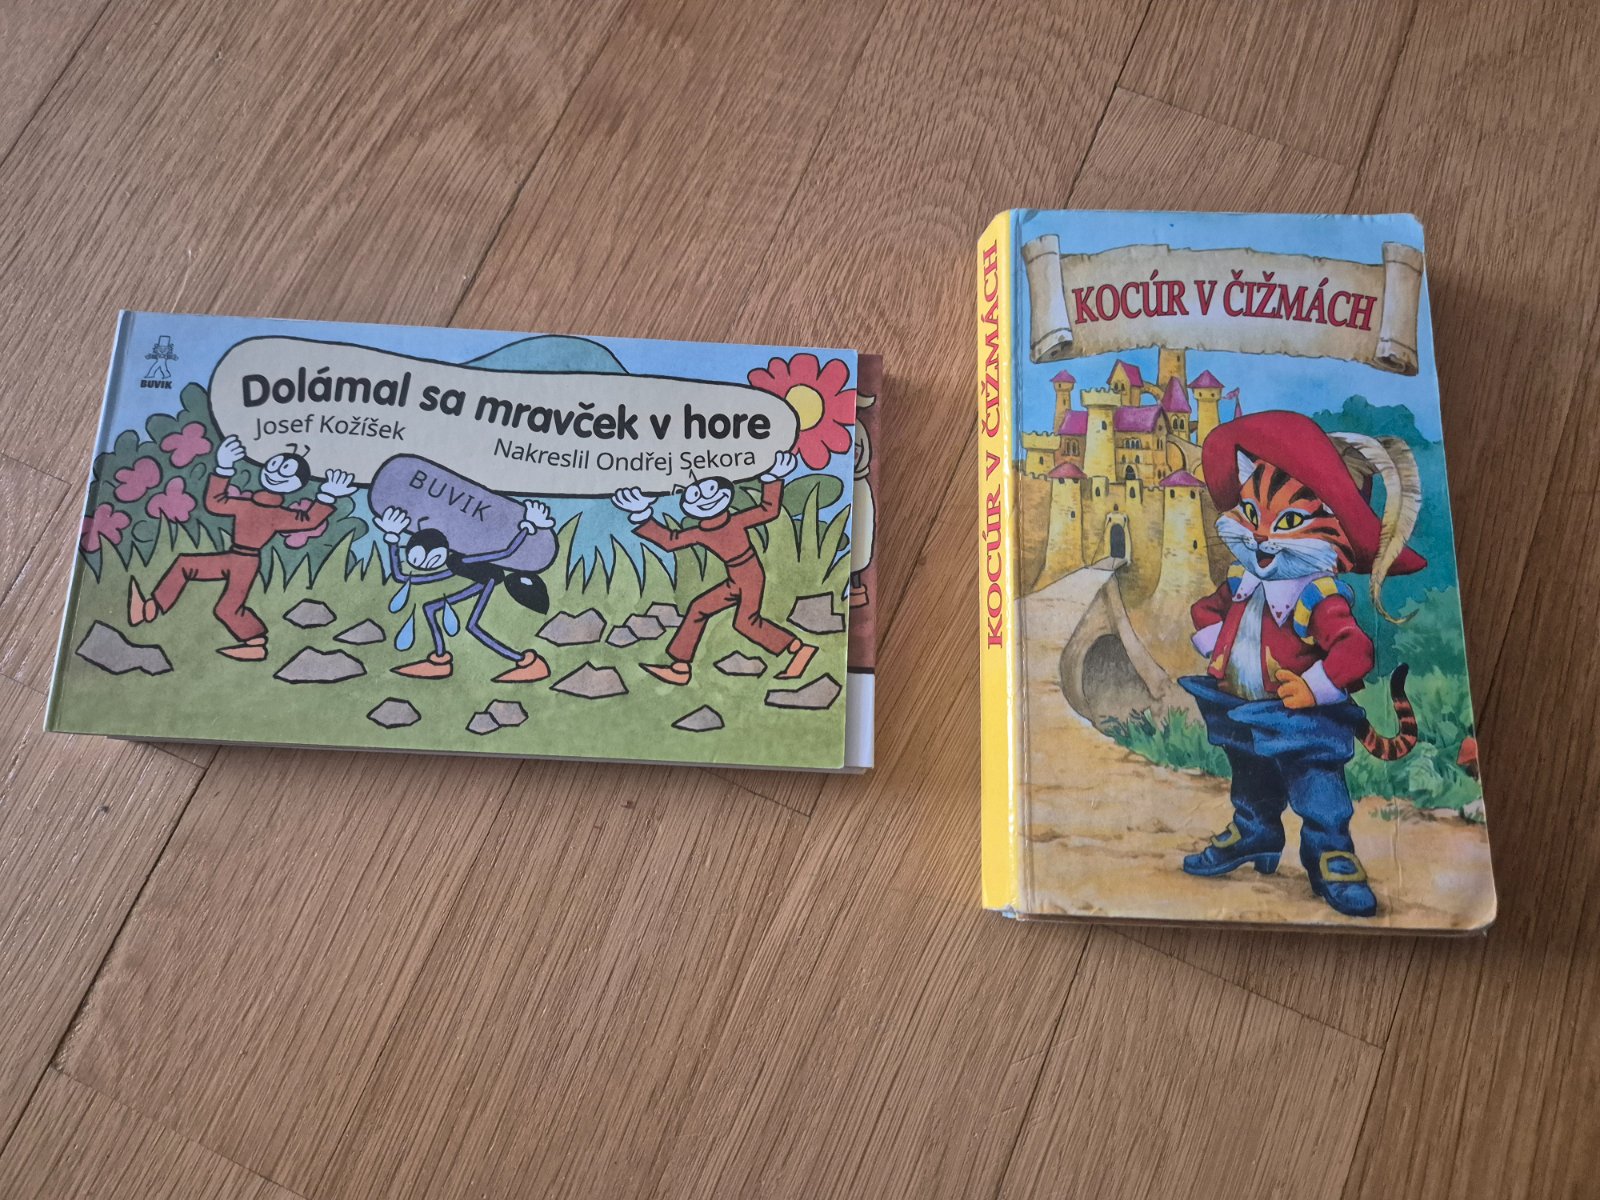 BUVIK
Dolámal sa mravček v hore
Josef Kožíšek
Nakreslil Ondřej Sekora
BUVIK
KOCÚR V ČIŽMÁCH
KOCÚR V ČIŽMÁCH